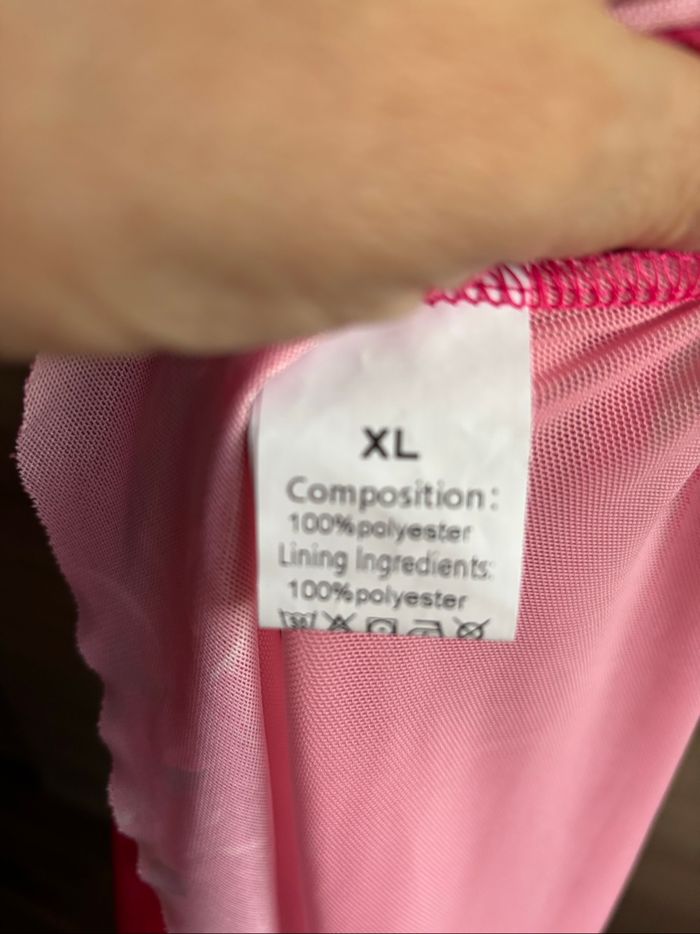 XL
Composition:
100%polyester
Lining Ingredients:
100%polyester